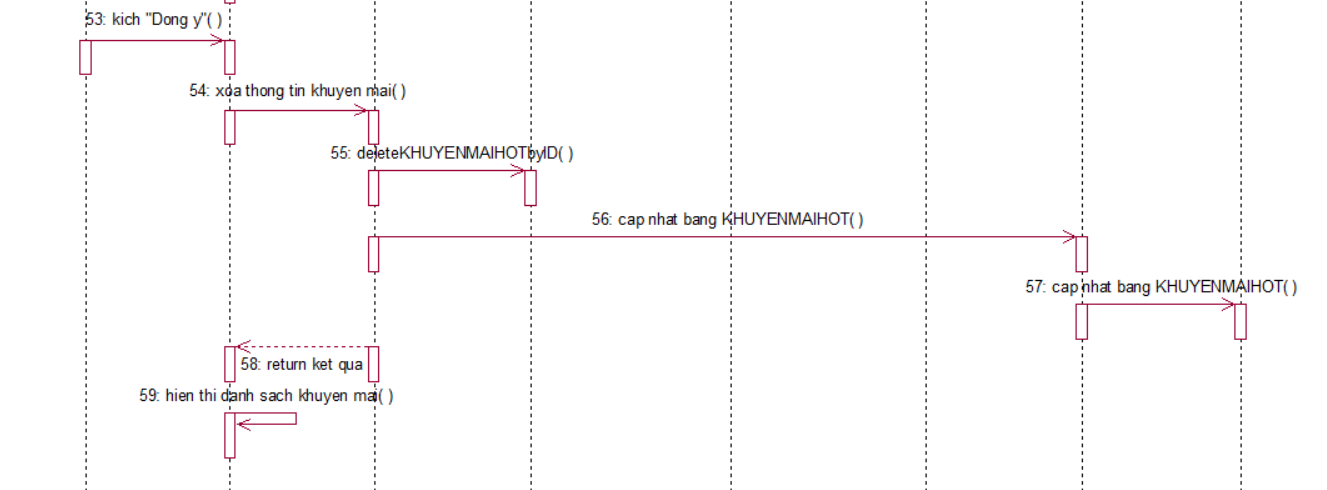 53: kich "Dong y"( )
54: xoa thong tin khuyen mai( )
55: deleteKHUYENMAIHOTbyID( )
56: cap nhat bang KHUYENMAIHOT( )
57: cap nhat bang KHUYENMAIHOT( )
58: return ket qua
59: hien thi danh sach khuyen mai( )